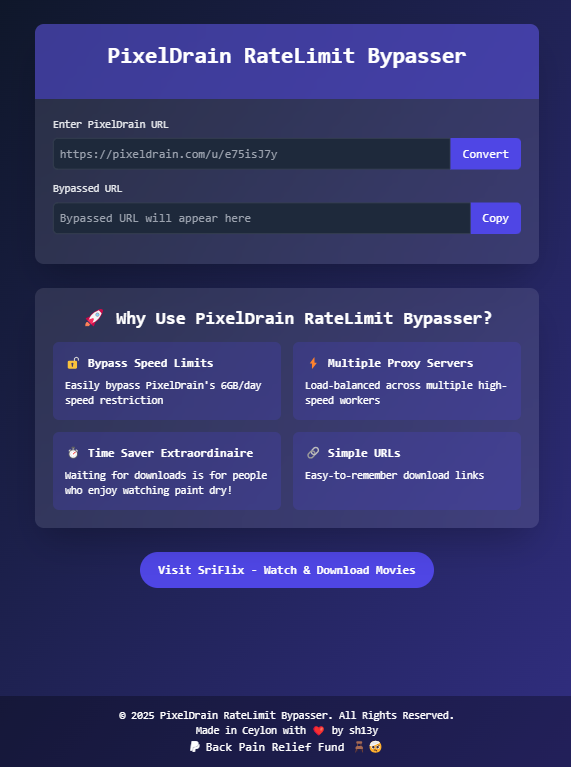 PixelDrain RateLimit Bypasser
Enter PixelDrain URL
https://pixeldrain.com/u/e75isJ7y
Convert
Bypassed URL
Bypassed URL will appear here
Copy
🚀 Why Use PixelDrain RateLimit Bypasser?
🔓 Bypass Speed Limits
Easily bypass PixelDrain's 6GB/day
speed restriction
⚡ Multiple Proxy Servers
Load-balanced across multiple high-
speed workers
⏱️ Time Saver Extraordinaire
Waiting for downloads is for people
who enjoy watching paint dry!
🔗 Simple URLs
Easy-to-remember download links
Visit SriFlix - Watch & Download Movies
© 2025 PixelDrain RateLimit Bypasser. All Rights Reserved.
Made in Ceylon with ❤️ by sh13y
Back Pain Relief Fund 🪑🤕